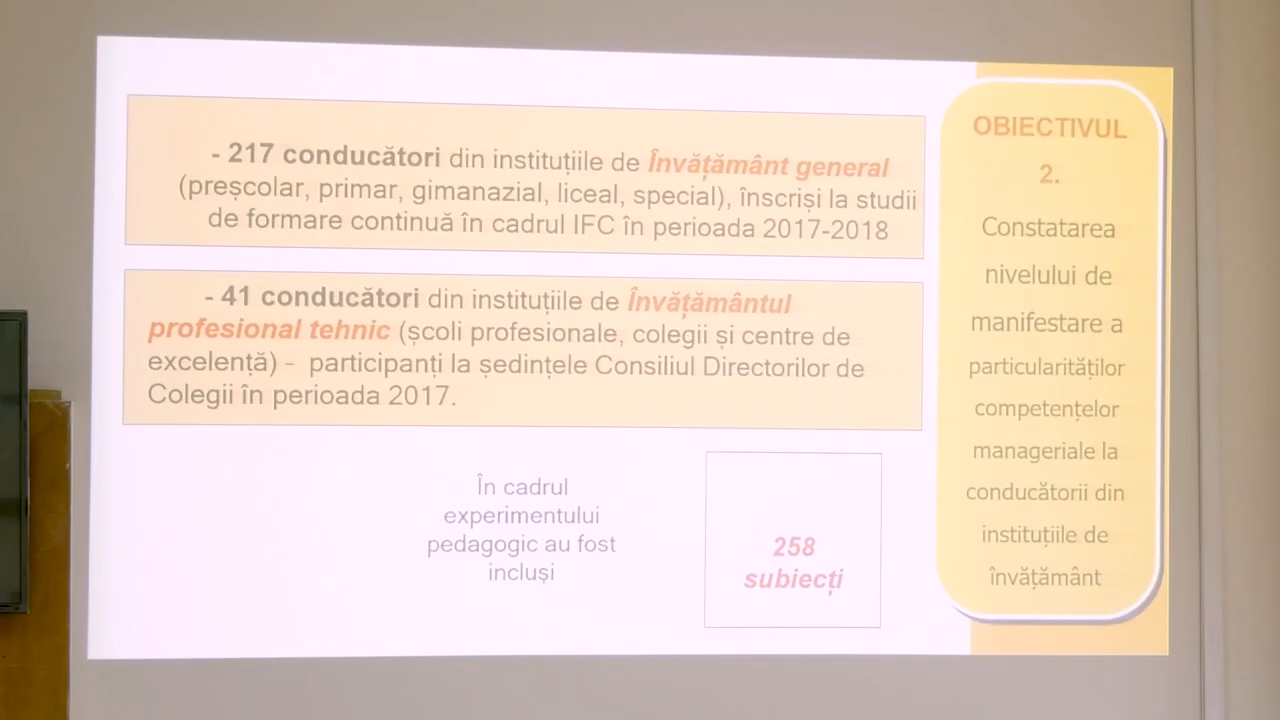 - 217 conducători din instituțiile de Învățământ general
(preșcolar, primar, gimanazial, liceal, special), înscriși la studii
de formare continuă în cadrul IFC în perioada 2017-2018
- 41 conducători din instituțiile de Învățământul
profesional tehnic (școli profesionale, colegii și centre de
excelență) - participanți la ședințele Consiliul Directorilor de
Colegii în perioada 2017.
În cadrul
experimentului
pedagogic au fost
incluși
258
subiecți
OBIECTIVUL
2.
Constatarea
nivelului de
manifestare a
particularităților
competențelor
manageriale la
conducătorii din
instituțiile de
învățământ